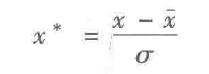 x* = (x − x̄) / σ